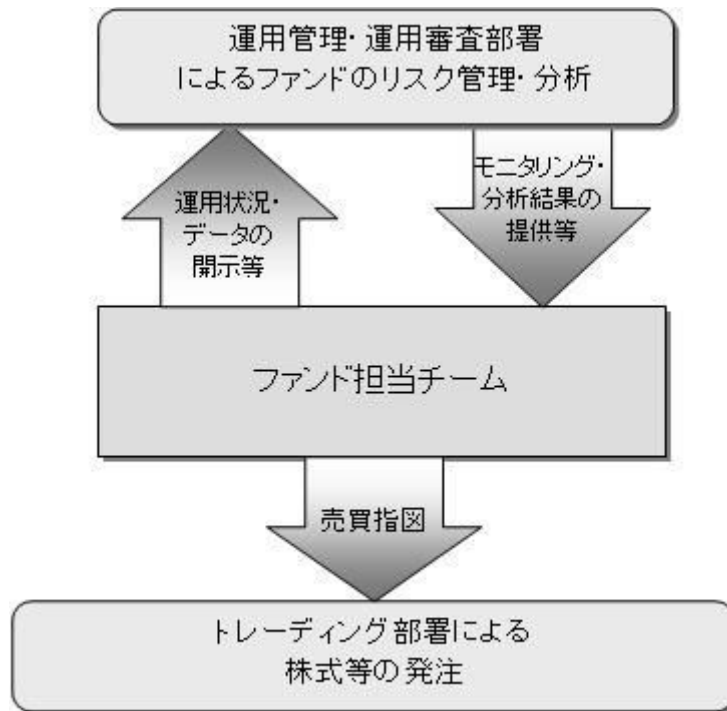 運用管理・運用審査部署
によるファンドのリスク管理・分析
運用状況・
データの
開示等
モニタリング・
分析結果の
提供等
ファンド担当チーム
売買指図
トレーディング部署による
株式等の発注